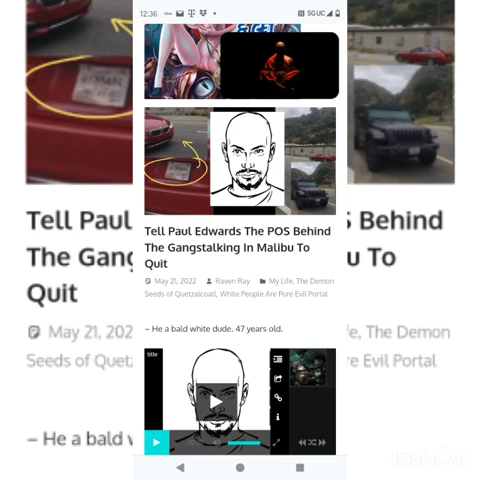 12:36
5GUC
Tell Paul Edwards The POS Behind
The Gangstalking In Malibu To
Quit
May 21, 2022 Raven Ray My Life, The Demon
Seeds of Quetzalcoatl, White People Are Pure Evil Portal
– He a bald white dude. 47 years old.
title
Tell Paul
The Gang
Quit
May 21, 202
Seeds of Quetz
– He a bald w
S Behind
u To
fe, The Demon
re Evil Portal
InShOt